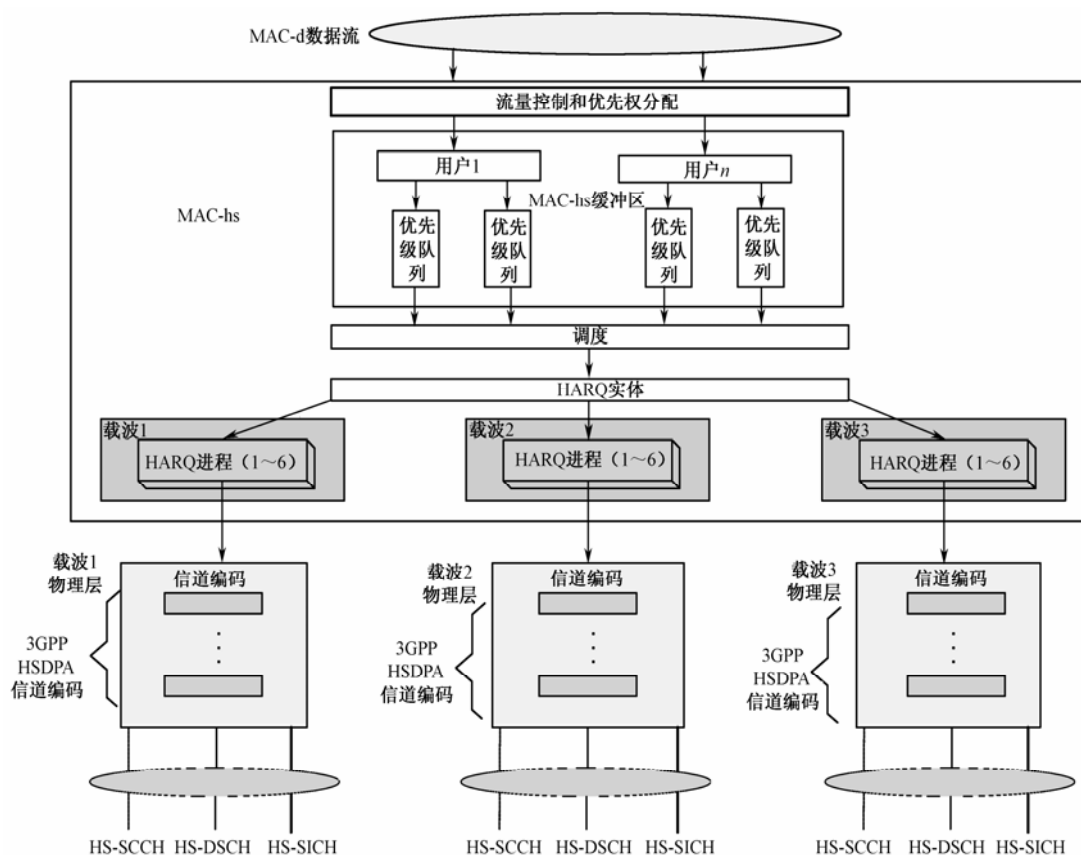 MAC-d数据流
流量控制和优先权分配
用户1
用户n
MAC-hs缓冲区
MAC-hs
优先
级队
列
优先
级队
列
优先
级队
列
优先
级队
列
调度
HARQ实体
载波1
HARQ进程（1～6）
载波2
HARQ进程（1～6）
载波3
HARQ进程（1～6）
载波1
物理层
信道编码
3GPP
HSDPA
信道编码
载波2
物理层
信道编码
3GPP
HSDPA
信道编码
载波3
物理层
信道编码
3GPP
HSDPA
信道编码
HS-SCCH HS-DSCH HS-SICH
HS-SCCH HS-DSCH HS-SICH
HS-SCCH HS-DSCH HS-SICH